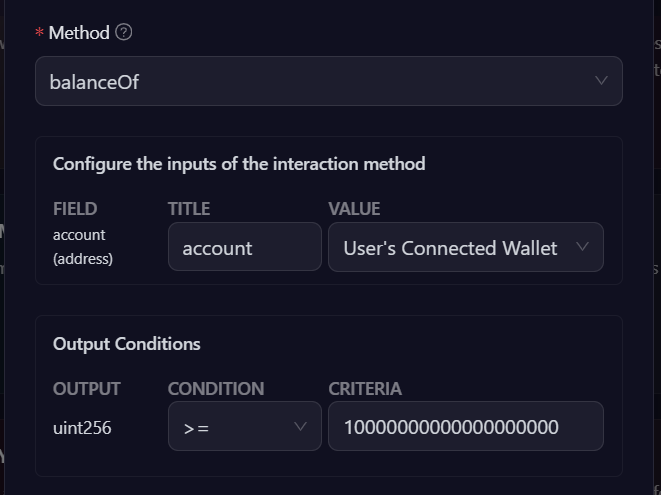 * Method ?
balanceOf
Configure the inputs of the interaction method
FIELD TITLE VALUE
account
(address)
account
User's Connected Wallet
Output Conditions
OUTPUT CONDITION CRITERIA
uint256 >= 10000000000000000000